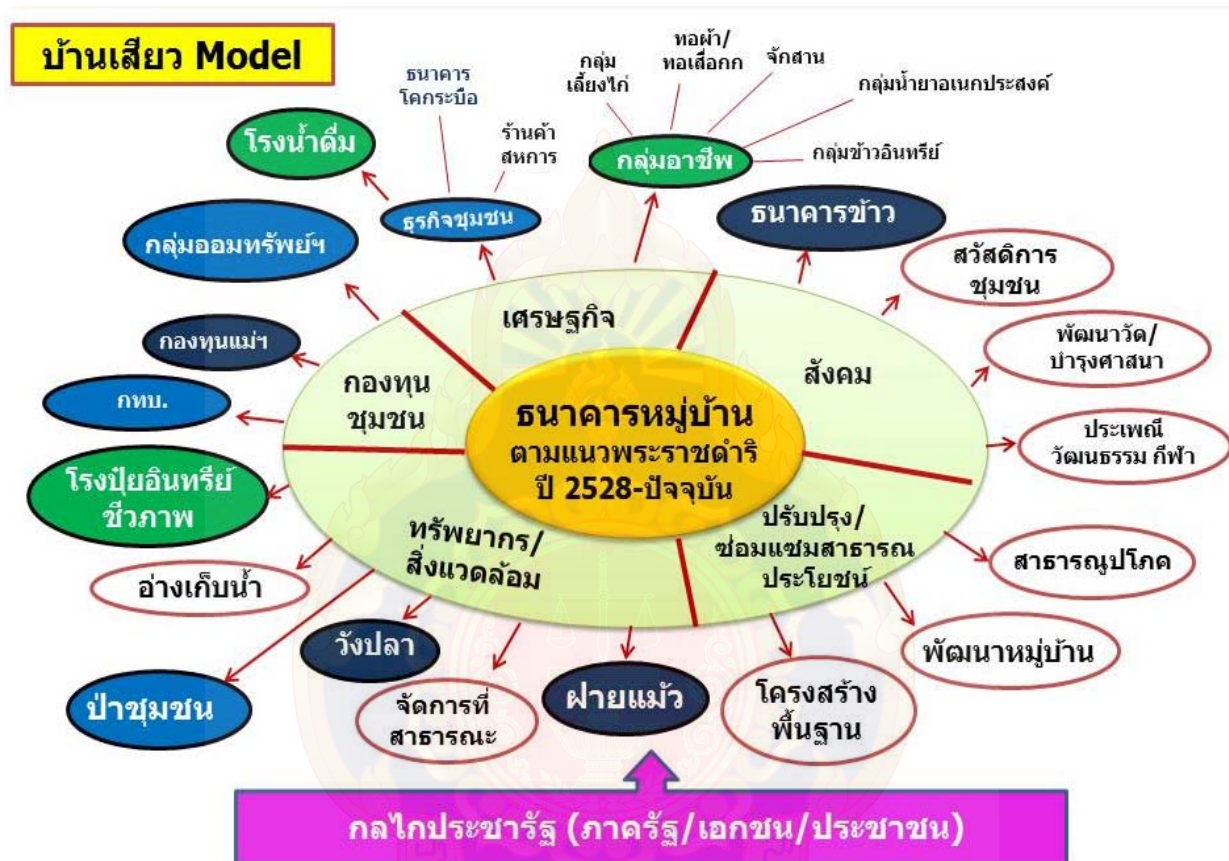 บ้านเสียว Model
ธนาคาร
โคกระบือ
ร้านค้า
สหการ
กลุ่ม
เลี้ยงไก่
ทอผ้า/
ทอเสื่อกก
จักสาน
กลุ่มน้ำยาอเนกประสงค์
กลุ่มข้าวอินทรีย์
โรงน้ำดื่ม
ธุรกิจชุมชน
กลุ่มอาชีพ
ธนาคารข้าว
กลุ่มออมทรัพย์ฯ
สวัสดิการ
ชุมชน
กองทุนแม่ฯ
พัฒนาวัด/
บำรุงศาสนา
กทบ.
ประเพณี
วัฒนธรรม กีฬา
โรงปุ๋ยอินทรีย์
ชีวภาพ
เศรษฐกิจ
สังคม
กองทุน
ชุมชน
ธนาคารหมู่บ้าน
ตามแนวพระราชดำริ
ปี 2528-ปัจจุบัน
ทรัพยากร/
สิ่งแวดล้อม
ปรับปรุง/
ซ่อมแซมสาธารณ
ประโยชน์
อ่างเก็บน้ำ
สาธารณูปโภค
ป่าชุมชน
วังปลา
จัดการที่
สาธารณะ
ฝายแม้ว
โครงสร้าง
พื้นฐาน
พัฒนาหมู่บ้าน
กลไกประชารัฐ (ภาครัฐ/เอกชน/ประชาชน)